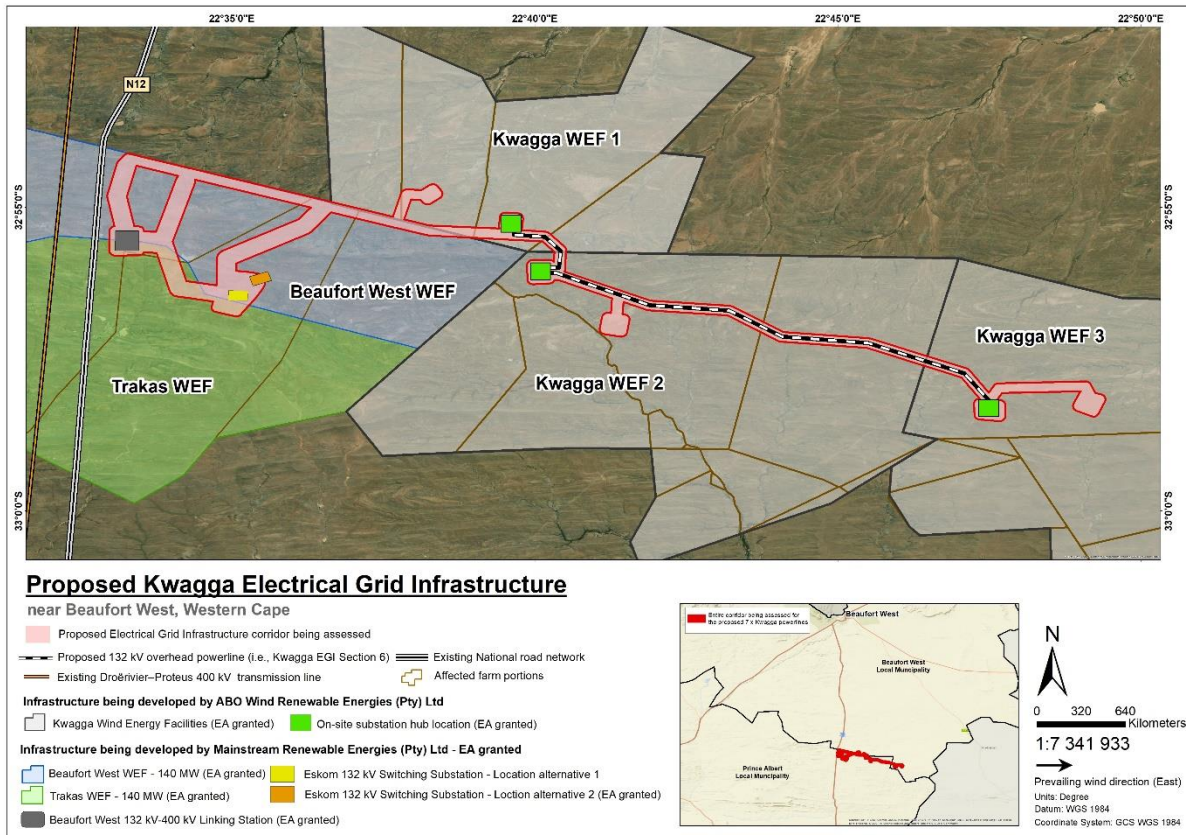 22°35'0"E
22°40'0"E
22°45'0"E
22°50'0"E
N12
Kwagga WEF 1
32°55'0"S
32°55'0"S
Beaufort West WEF
Kwagga WEF 3
Trakas WEF
Kwagga WEF 2
33°0'0"S
33°0'0"S
Proposed Kwagga Electrical Grid Infrastructure
near Beaufort West, Western Cape
Proposed Electrical Grid Infrastructure corridor being assessed
Proposed 132 kV overhead powerline (i.e., Kwagga EGI Section 6)
Existing National road network
Existing Droërivier–Proteus 400 kV transmission line
Affected farm portions
Infrastructure being developed by ABO Wind Renewable Energies (Pty) Ltd
Kwagga Wind Energy Facilities (EA granted)
On-site substation hub location (EA granted)
Infrastructure being developed by Mainstream Renewable Energies (Pty) Ltd - EA granted
Beaufort West WEF - 140 MW (EA granted)
Eskom 132 kV Switching Substation - Location alternative 1
Trakas WEF - 140 MW (EA granted)
Eskom 132 kV Switching Substation - Loction alternative 2 (EA granted)
Beaufort West 132 kV-400 kV Linking Station (EA granted)
Entire corridor being assessed for
the proposed 7 x Kwagga powerlines
Beaufort West
Beaufort West
Local Municipality
Prince Albert
Local Muncipality
N
0 320 640
Kilometers
1:7 341 933
Prevailing wind direction (East)
Units: Degree
Datum: WGS 1984
Coordinate System: GCS WGS 1984